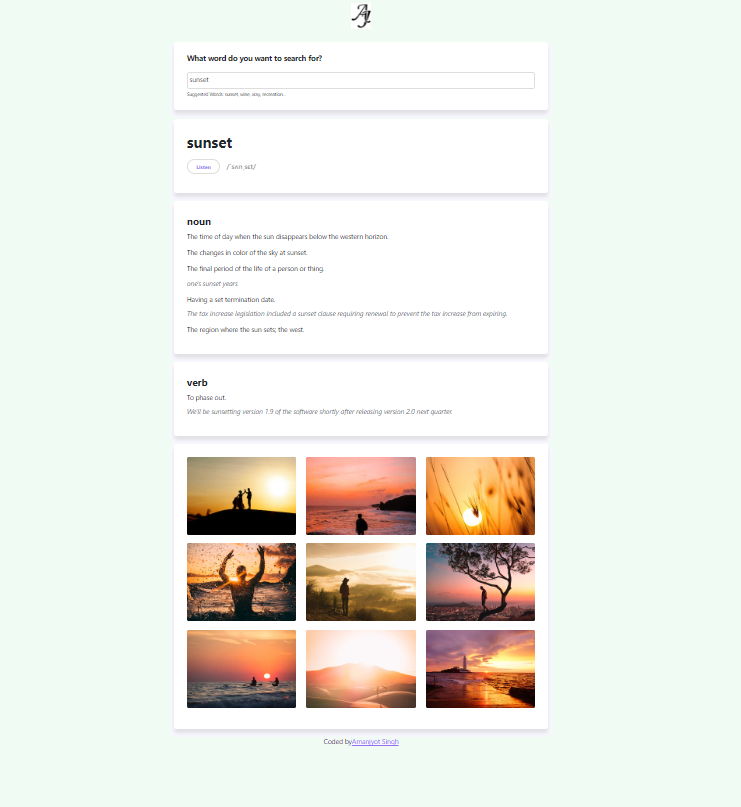 AJ
What word do you want to search for?
sunset
Suggested Words: sunset, wine, stay, recreation...
sunset
Listen
/ˈsʌnˌsɛt/
noun
The time of day when the sun disappears below the western horizon.
The changes in color of the sky at sunset.
The final period of the life of a person or thing.
one's sunset years
Having a set termination date.
The tax increase legislation included a sunset clause requiring renewal to prevent the tax increase from expiring.
The region where the sun sets; the west.
verb
To phase out.
We'll be sunsetting version 1.9 of the software shortly after releasing version 2.0 next quarter.
Coded byAmanjyot Singh